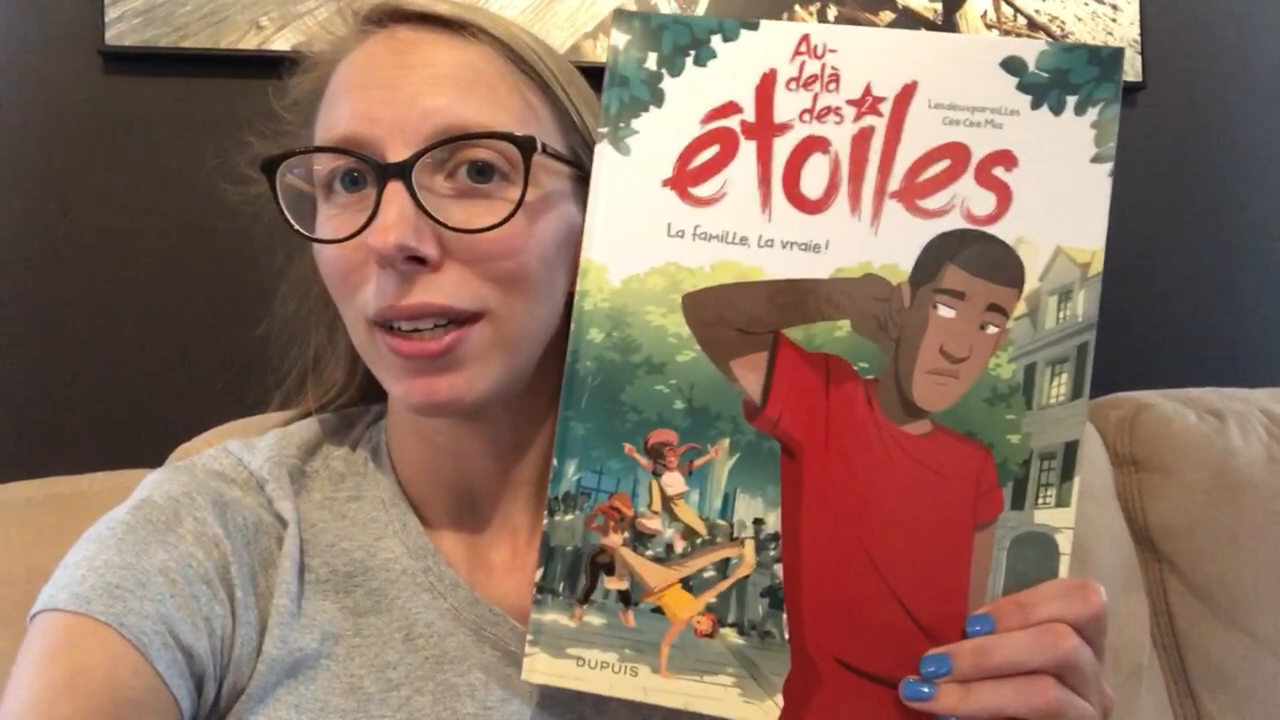 Au-
delà
des 2
étoiles
Lesdeuxpareilles
Cee Cee Mia
La famille, la vraie !
DUPUIS